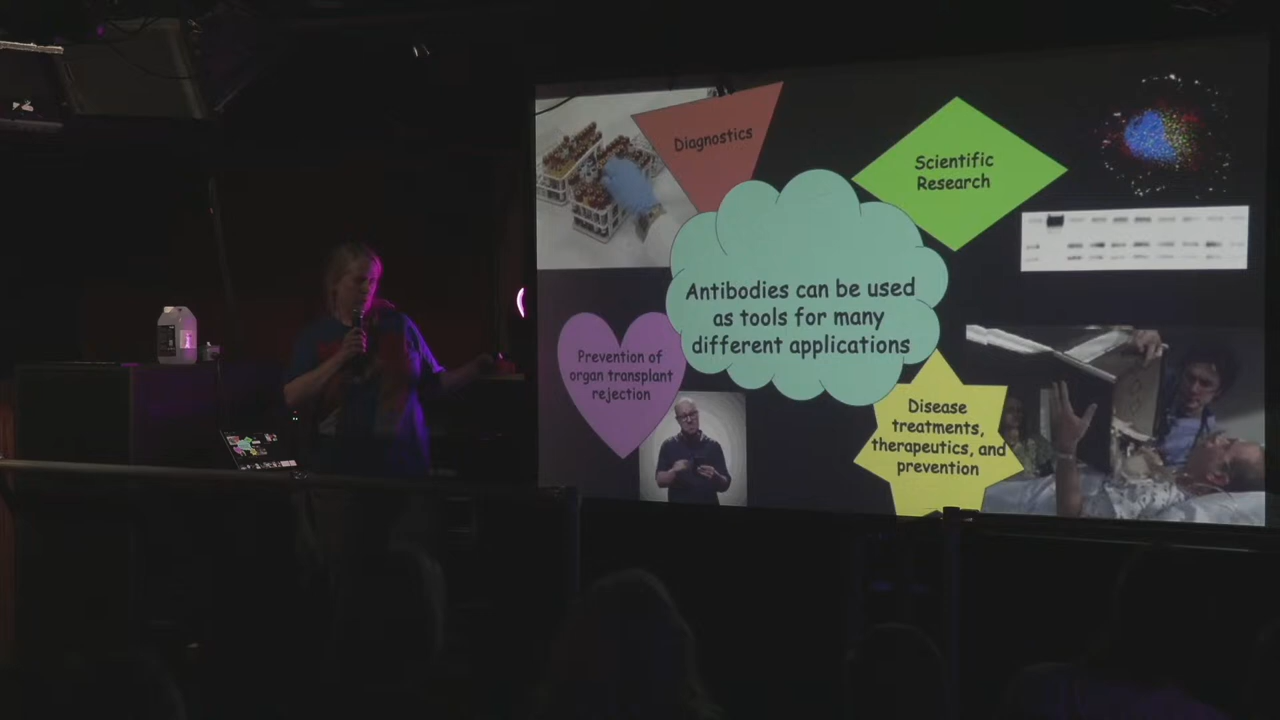 Diagnostics
Scientific
Research
Antibodies can be used
as tools for many
different applications
Prevention of
organ transplant
rejection
Disease
treatments,
therapeutics, and
prevention